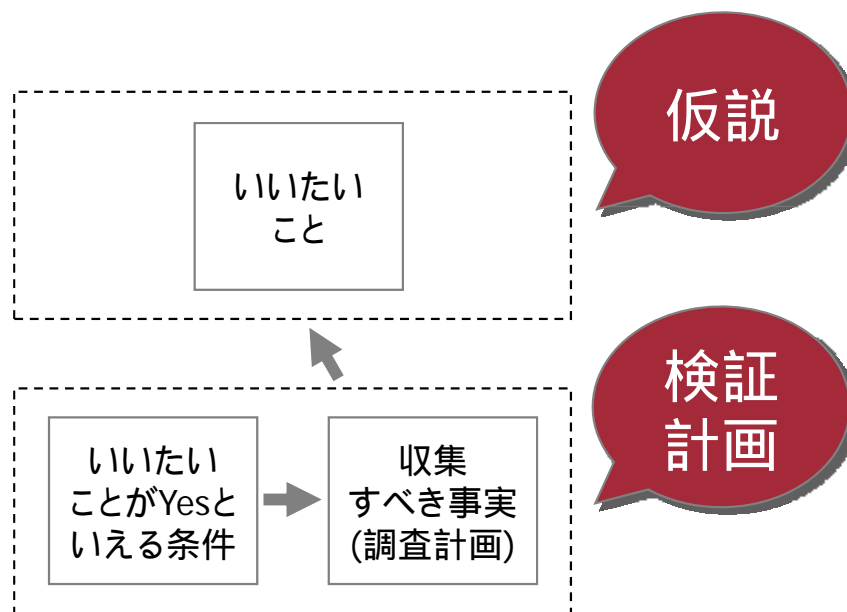 仮説
いいたい
こと
検証
計画
いいたい
ことがYesと
いえる条件
収集
すべき事実
(調査計画)